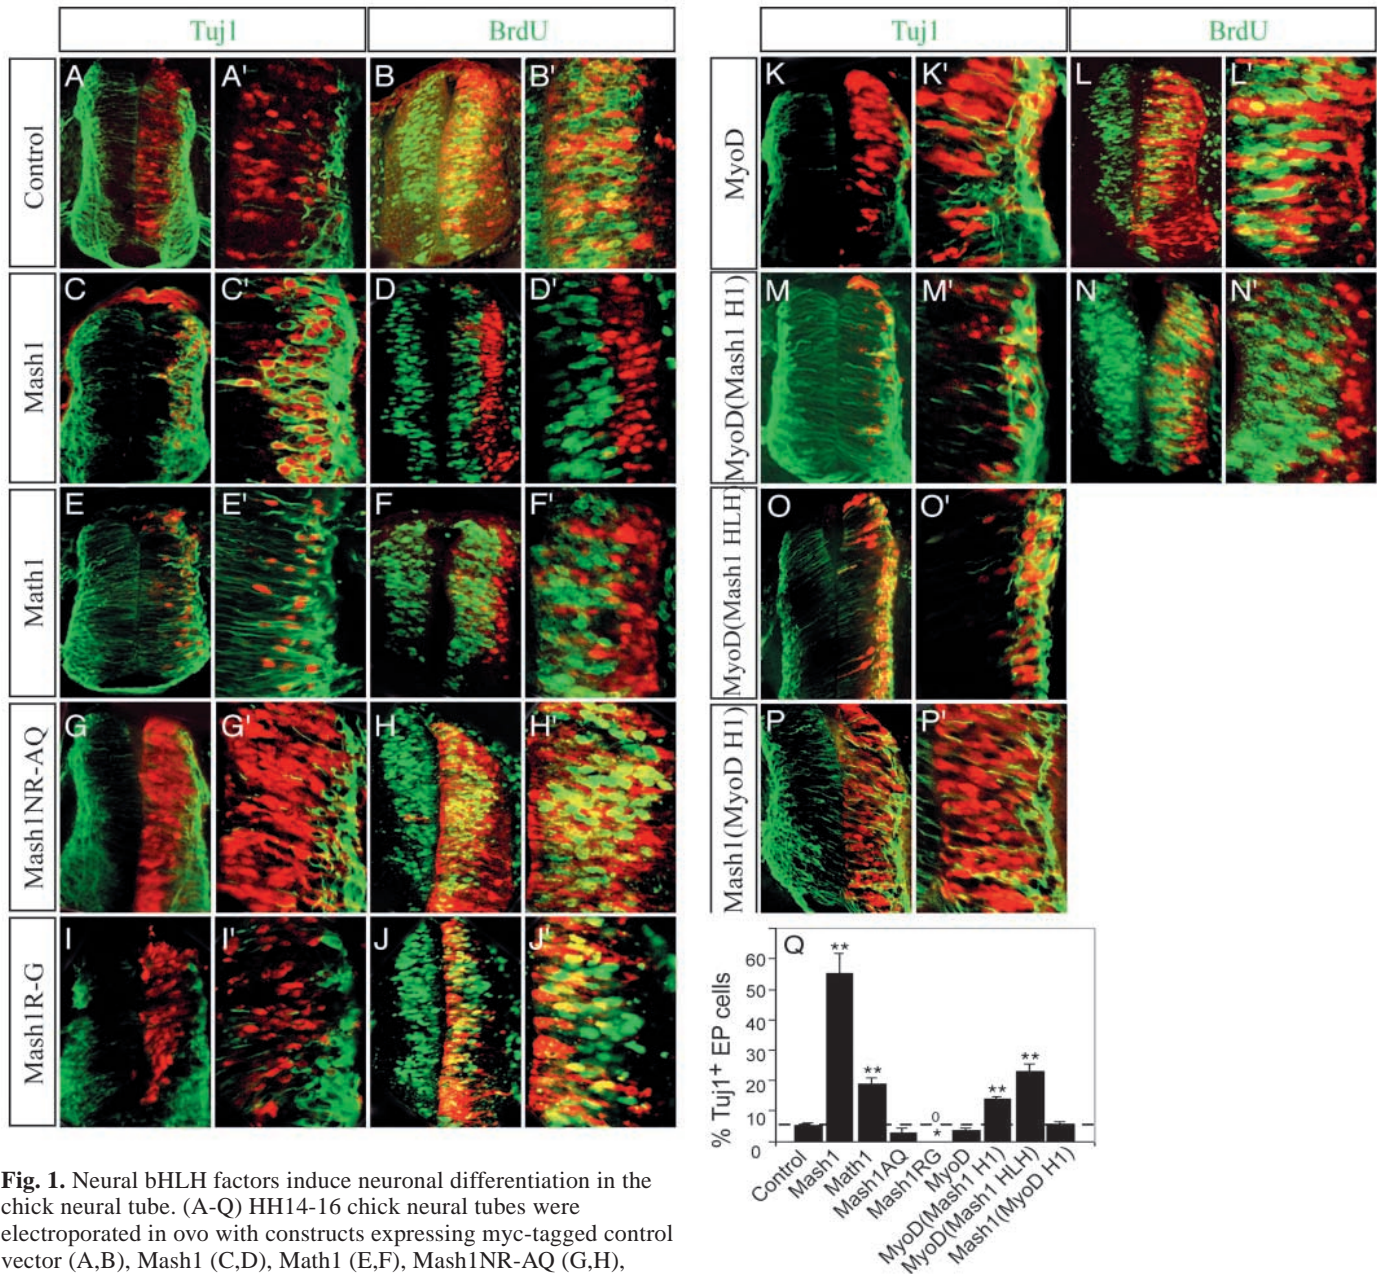 Tuj1 BrdU
Control
A A' B B'
Mash1
C C' D D'
Math1
E E' F F'
Mash1NR-AQ
G G' H H'
Mash1R-G
I I' J J'
Tuj1 BrdU
MyoD
K K' L L'
MyoD(Mash1 H1)
M M' N N'
MyoD(Mash1 HLH)
O O'
Mash1(MyoD H1)
P P'
Q
% Tuj1+ EP cells
60
50
40
30
20
10
0
** ** 0 * ** **
Control
Mash1
Math1
Mash1AQ
Mash1RG
MyoD
MyoD(Mash1 H1)
MyoD(Mash1 HLH)
Mash1(MyoD H1)
Fig. 1. Neural bHLH factors induce neuronal differentiation in the
chick neural tube. (A-Q) HH14-16 chick neural tubes were
electroporated in ovo with constructs expressing myc-tagged control
vector (A,B), Mash1 (C,D), Math1 (E,F), Mash1NR-AQ (G,H),